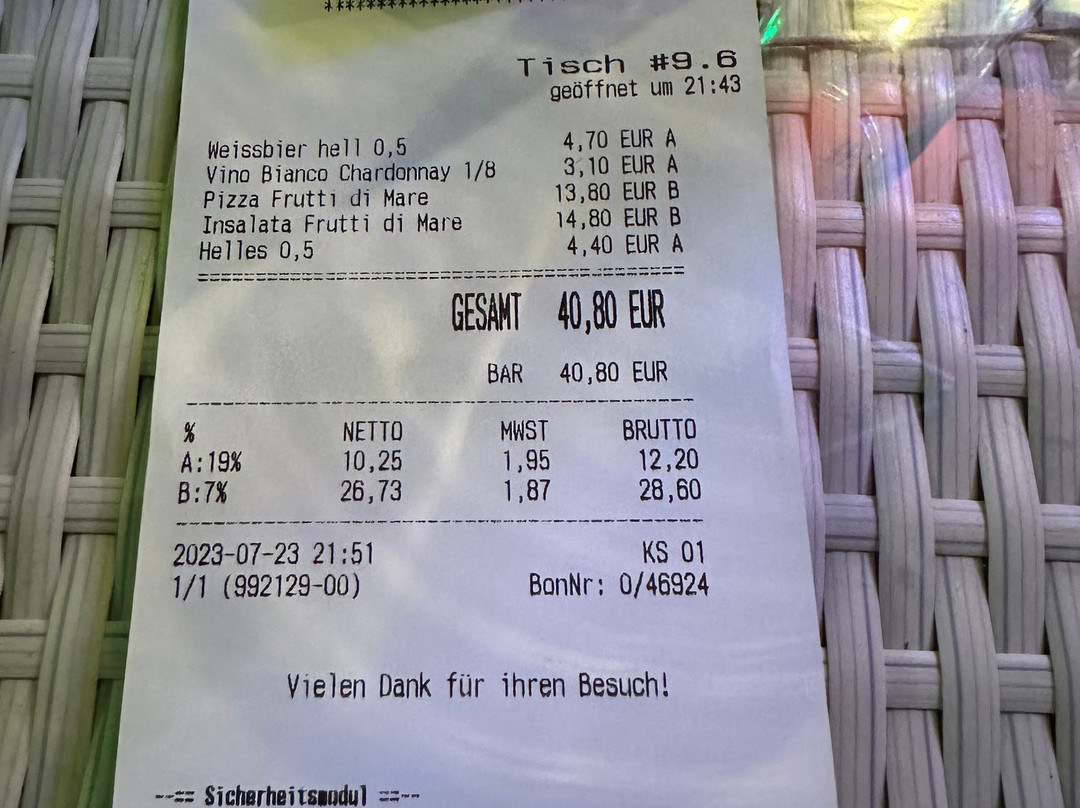 Tisch #9.6
geöffnet um 21:43
Weissbier hell 0,5 4,70 EUR A
Vino Bianco Chardonnay 1/8 3,10 EUR A
Pizza Frutti di Mare 13,80 EUR B
Insalata Frutti di Mare 14,80 EUR B
Helles 0,5 4,40 EUR A
GESAMT 40,80 EUR
BAR 40,80 EUR
% NETTO MWST BRUTTO
A:19% 10,25 1,95 12,20
B:7% 26,73 1,87 28,60
2023-07-23 21:51 KS 01
1/1 (992129-00) BonNr: 0/46924
Vielen Dank für ihren Besuch!
--== Sicherheitsmodul ==--